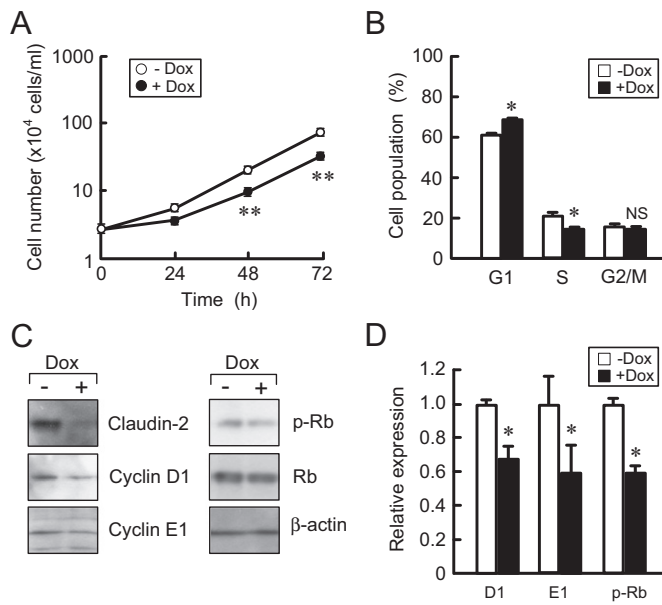 A
- Dox
+ Dox
Cell number (x10⁴ cells/ml)
1000
100
10
1
**
**
0 24 48 72
Time (h)
B
-Dox
+Dox
Cell population (%)
100
80
60
40
20
0
*
*
NS
G1 S G2/M
C
Dox
- +
Claudin-2
Cyclin D1
Cyclin E1
Dox
- +
p-Rb
Rb
β-actin
D
-Dox
+Dox
Relative expression
1.2
1.0
0.8
0.6
0.4
0.2
0
*
*
*
D1 E1 p-Rb